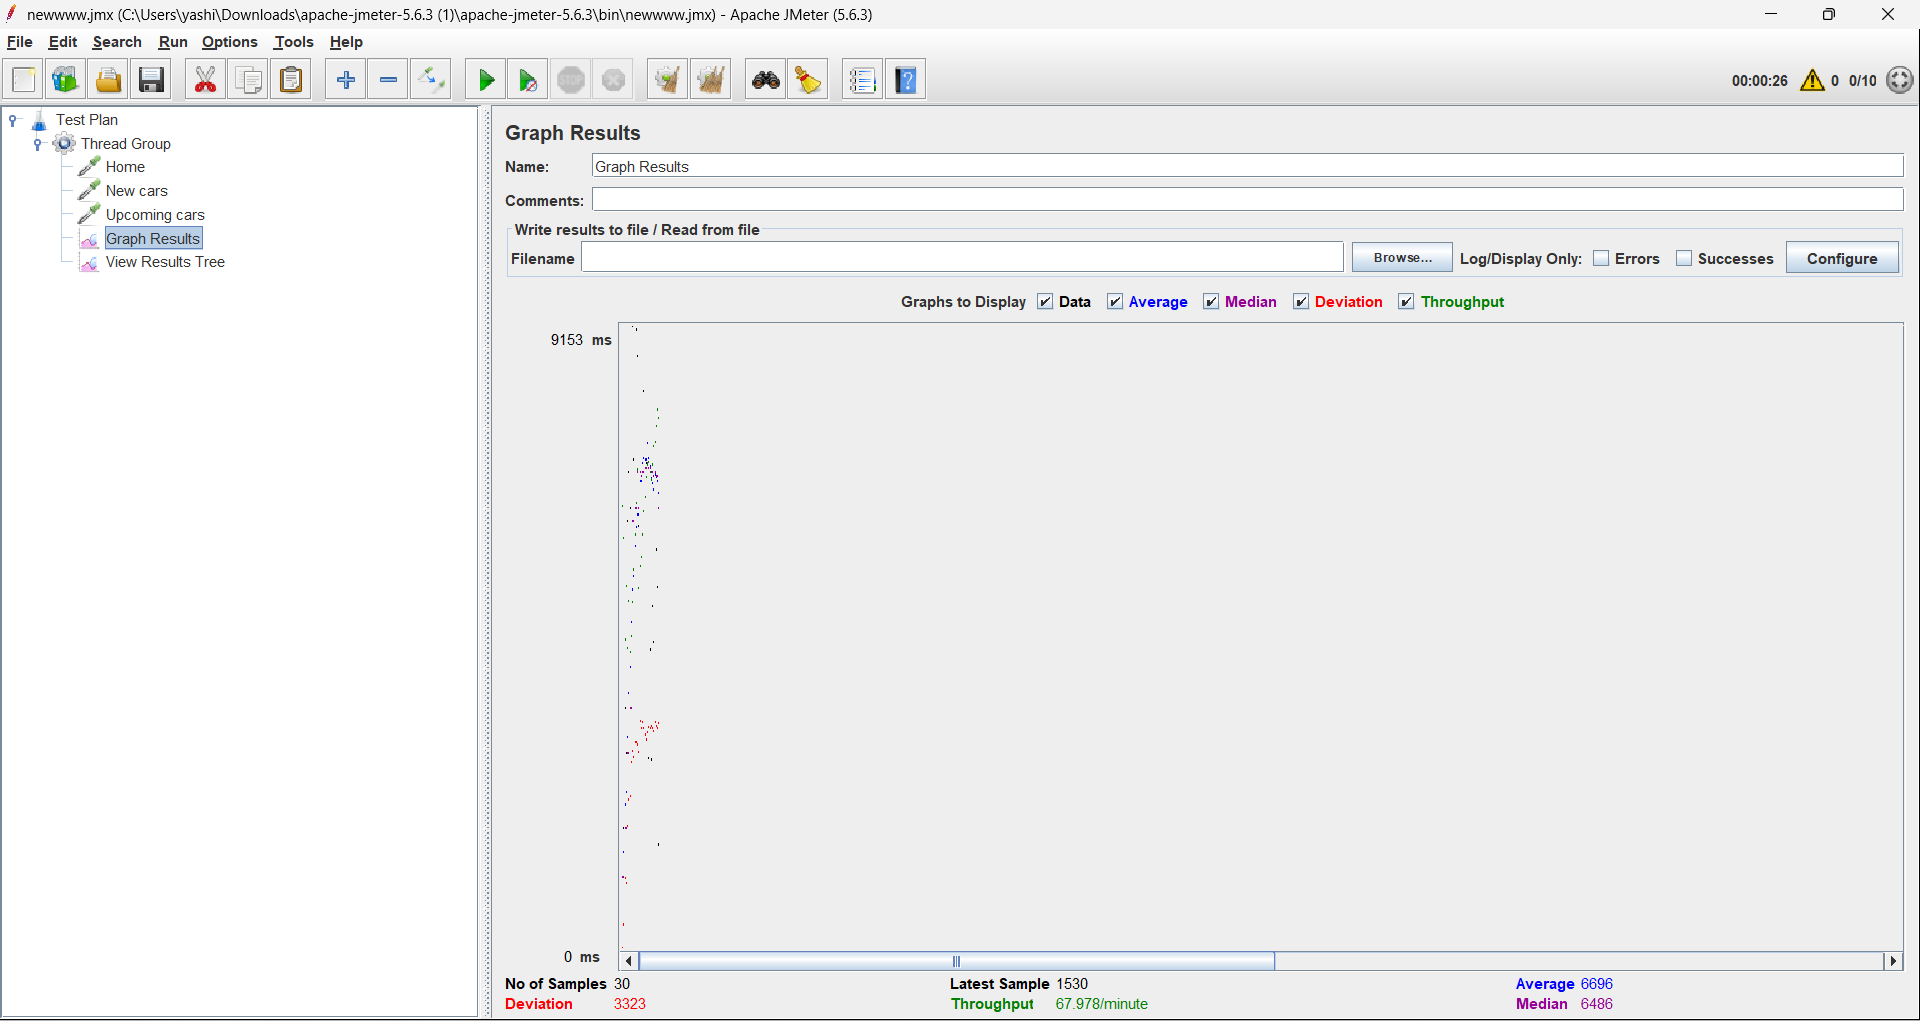 newwww.jmx (C:\Users\yashi\Downloads\apache-jmeter-5.6.3 (1)\apache-jmeter-5.6.3\bin\newwww.jmx) - Apache JMeter (5.6.3)
File Edit Search Run Options Tools Help
STOP
?
00:00:26 0 0/10
Test Plan
Thread Group
Home
New cars
Upcoming cars
Graph Results
View Results Tree
Graph Results
Name: Graph Results
Comments:
Write results to file / Read from file
Filename Browse... Log/Display Only: Errors Successes Configure
Graphs to Display Data Average Median Deviation Throughput
9153 ms
0 ms
No of Samples 30 Latest Sample 1530 Average 6696
Deviation 3323 Throughput 67.978/minute Median 6486